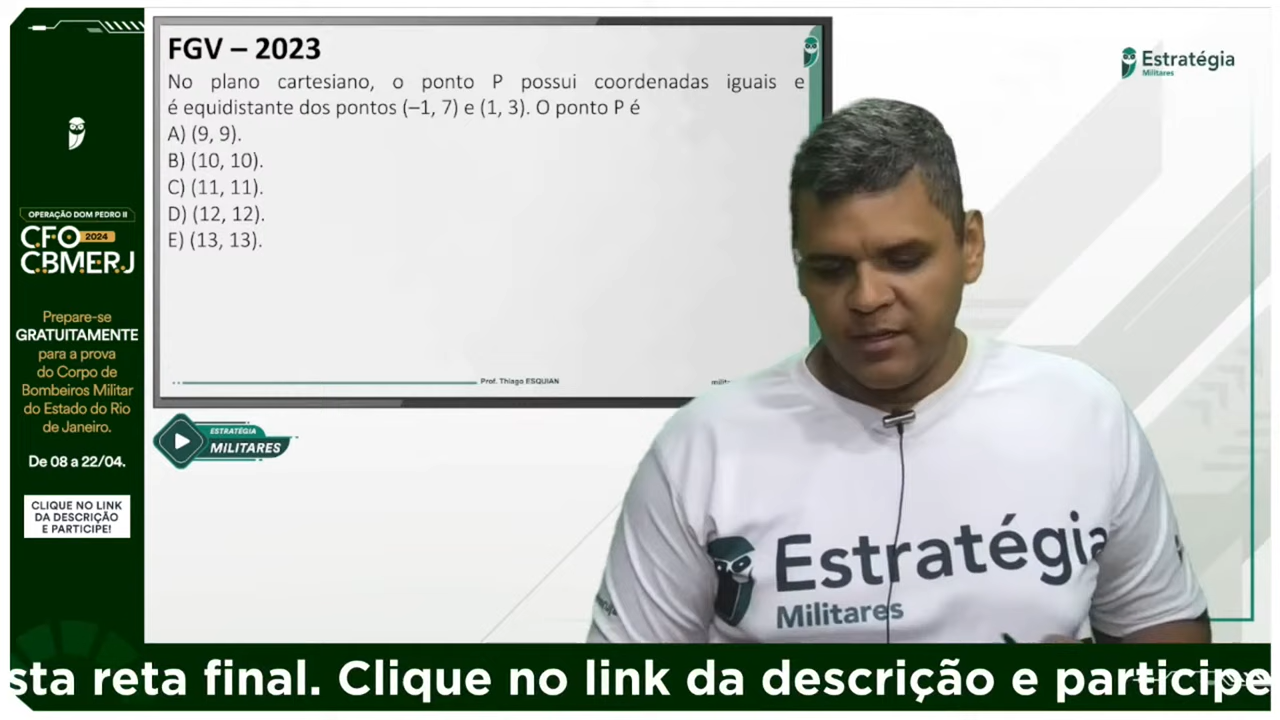 FGV – 2023
No plano cartesiano, o ponto P possui coordenadas iguais e
é equidistante dos pontos (–1, 7) e (1, 3). O ponto P é
A) (9, 9).
B) (10, 10).
C) (11, 11).
D) (12, 12).
E) (13, 13).
Prof. Thiago ESQUIAN
Estratégia
Militares
OPERAÇÃO DOM PEDRO II
CFO 2024
CBMERJ
Prepare-se
GRATUITAMENTE
para a prova
do Corpo de
Bombeiros Militar
do Estado do Rio
de Janeiro.
De 08 a 22/04.
CLIQUE NO LINK
DA DESCRIÇÃO
E PARTICIPE!
ESTRATÉGIA
MILITARES
Estratégia
Militares
sta reta final. Clique no link da descrição e participe